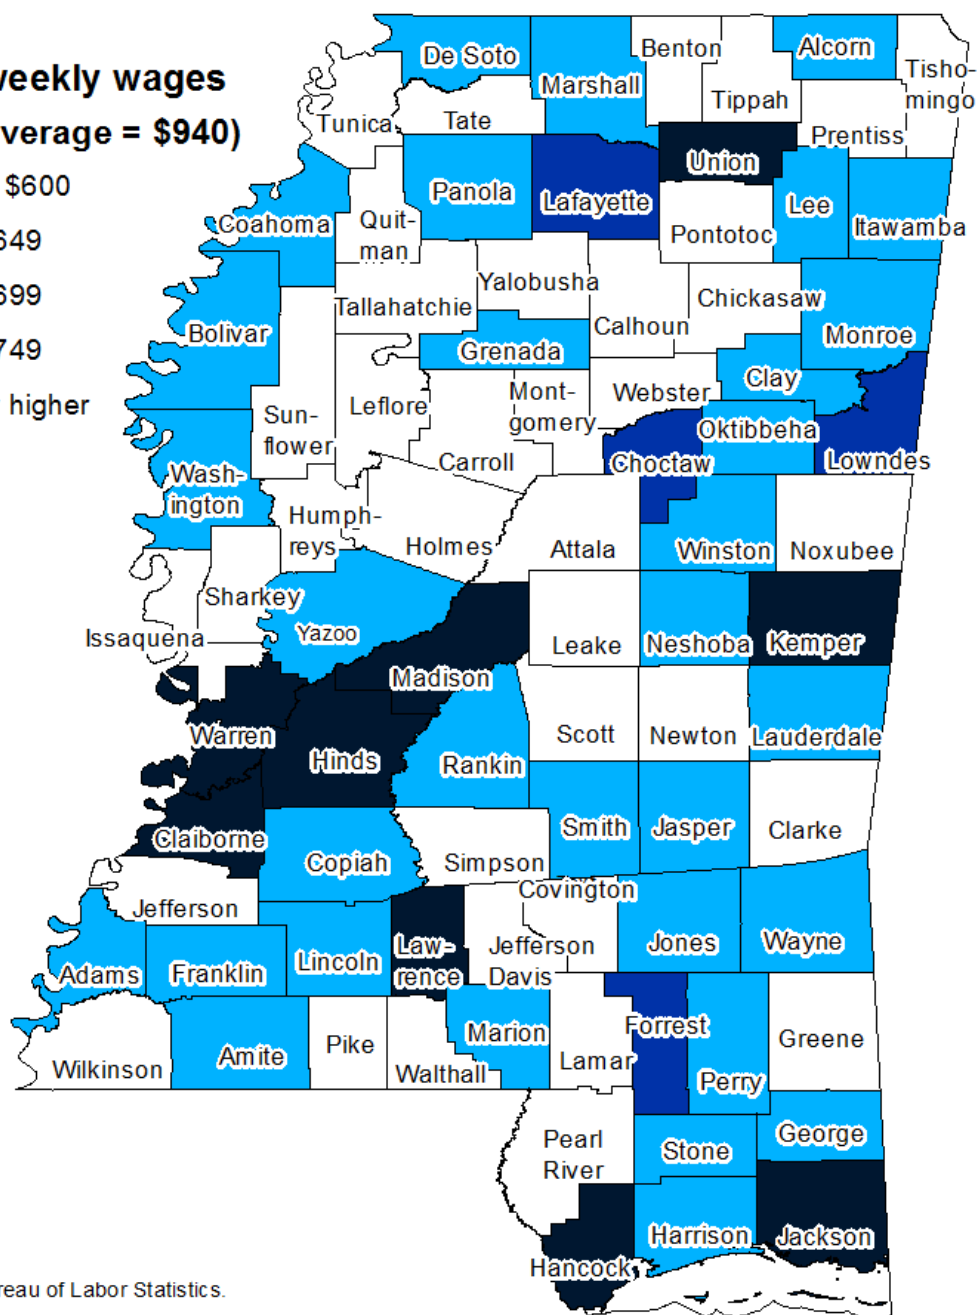 weekly wages
verage = $940)
$600
649
699
749
higher
De Soto
Benton
Alcorn
Tisho-
mingo
Marshall
Tippah
Tunica
Tate
Prentiss
Union
Panola
Lafayette
Lee
Coahoma
Quit-
man
Pontotoc
Itawamba
Yalobusha
Tallahatchie
Chickasaw
Bolivar
Calhoun
Monroe
Grenada
Clay
Leflore
Mont-
gomery
Webster
Sun-
flower
Oktibbeha
Carroll
Choctaw
Lowndes
Wash-
ington
Humph-
reys
Holmes
Attala
Winston
Noxubee
Sharkey
Issaquena
Yazoo
Leake
Neshoba
Kemper
Madison
Warren
Hinds
Rankin
Scott
Newton
Lauderdale
Claiborne
Copiah
Simpson
Smith
Jasper
Clarke
Covington
Jefferson
Adams
Franklin
Lincoln
Law-
rence
Jefferson
Davis
Jones
Wayne
Wilkinson
Amite
Pike
Walthall
Marion
Lamar
Forrest
Perry
Greene
Pearl
River
Stone
George
Hancock
Harrison
Jackson
reau of Labor Statistics.